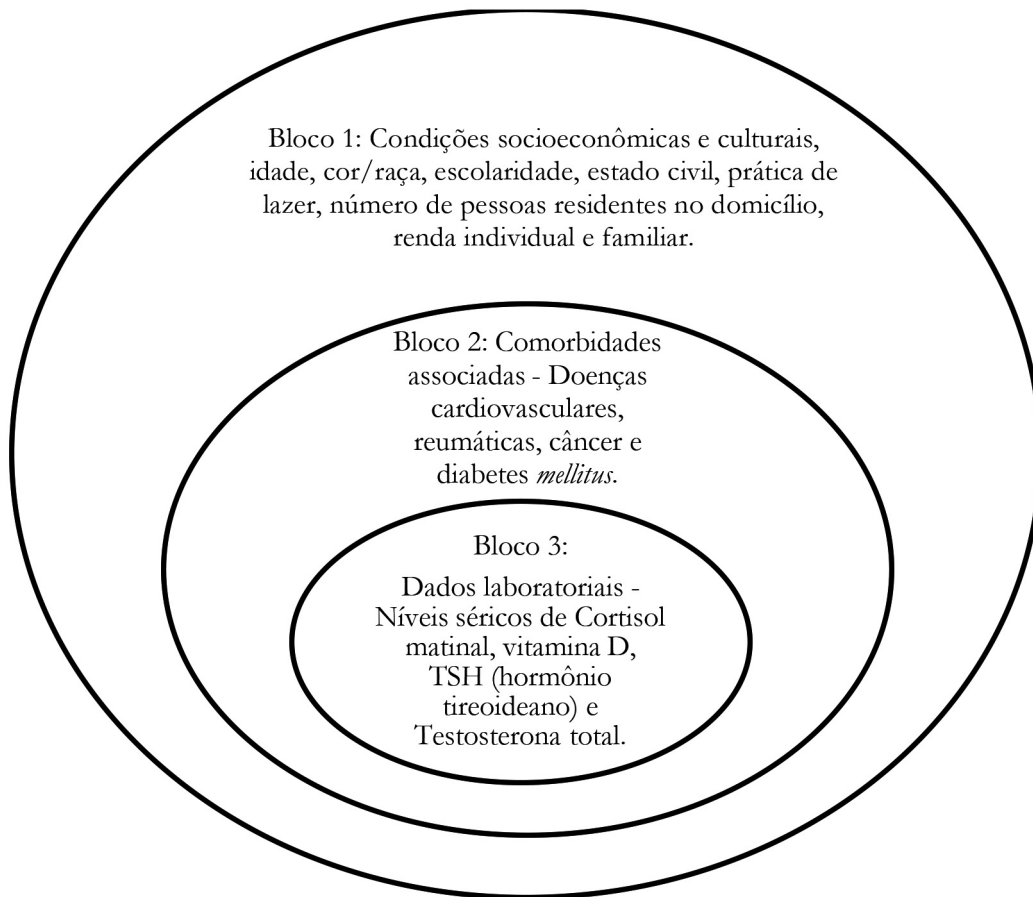 Bloco 1: Condições socioeconômicas e culturais,
idade, cor/raça, escolaridade, estado civil, prática de
lazer, número de pessoas residentes no domicílio,
renda individual e familiar.
Bloco 2: Comorbidades
associadas - Doenças
cardiovasculares,
reumáticas, câncer e
diabetes mellitus.
Bloco 3:
Dados laboratoriais -
Níveis séricos de Cortisol
matinal, vitamina D,
TSH (hormônio
tireoideano) e
Testosterona total.